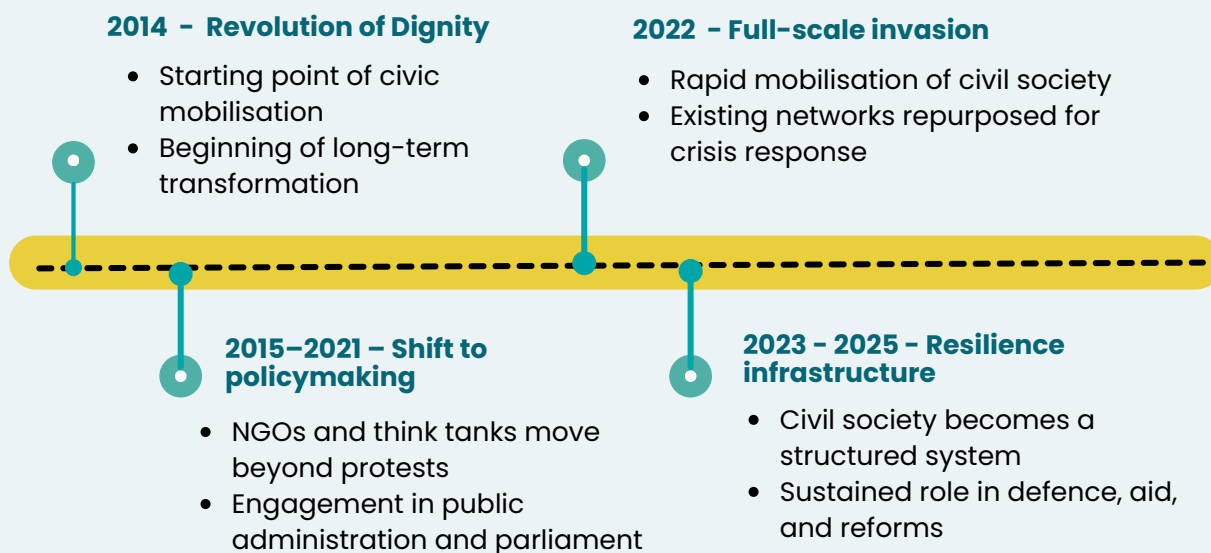 2014 - Revolution of Dignity
• Starting point of civic
mobilisation
• Beginning of long-term
transformation
2022 - Full-scale invasion
• Rapid mobilisation of civil society
• Existing networks repurposed for
crisis response
2015–2021 – Shift to
policymaking
• NGOs and think tanks move
beyond protests
• Engagement in public
administration and parliament
2023 - 2025 - Resilience
infrastructure
• Civil society becomes a
structured system
• Sustained role in defence, aid,
and reforms